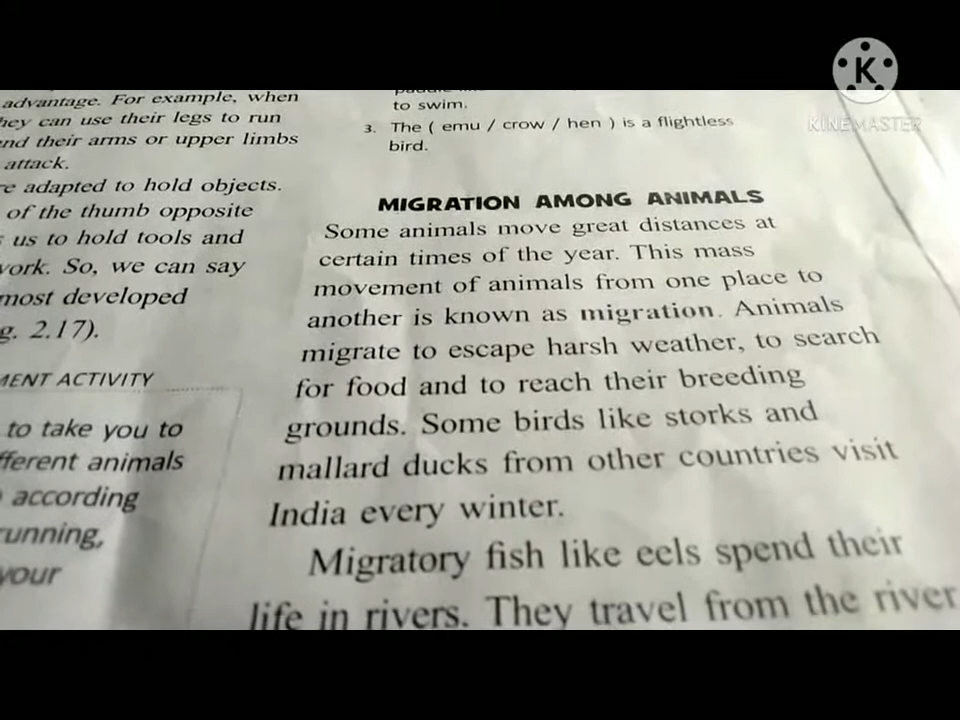 advantage. For example, when
hey can use their legs to run
nd their arms or upper limbs
attack.
re adapted to hold objects.
of the thumb opposite
s us to hold tools and
work. So, we can say
most developed
g. 2.17).
MENT ACTIVITY
to take you to
fferent animals
according
running,
your
to swim.
3. The ( emu / crow / hen ) is a flightless
bird.
MIGRATION AMONG ANIMALS
Some animals move great distances at
certain times of the year. This mass
movement of animals from one place to
another is known as migration. Animals
migrate to escape harsh weather, to search
for food and to reach their breeding
grounds. Some birds like storks and
mallard ducks from other countries visit
India every winter.
Migratory fish like eels spend their
life in rivers. They travel from the river
K
KINEMASTER